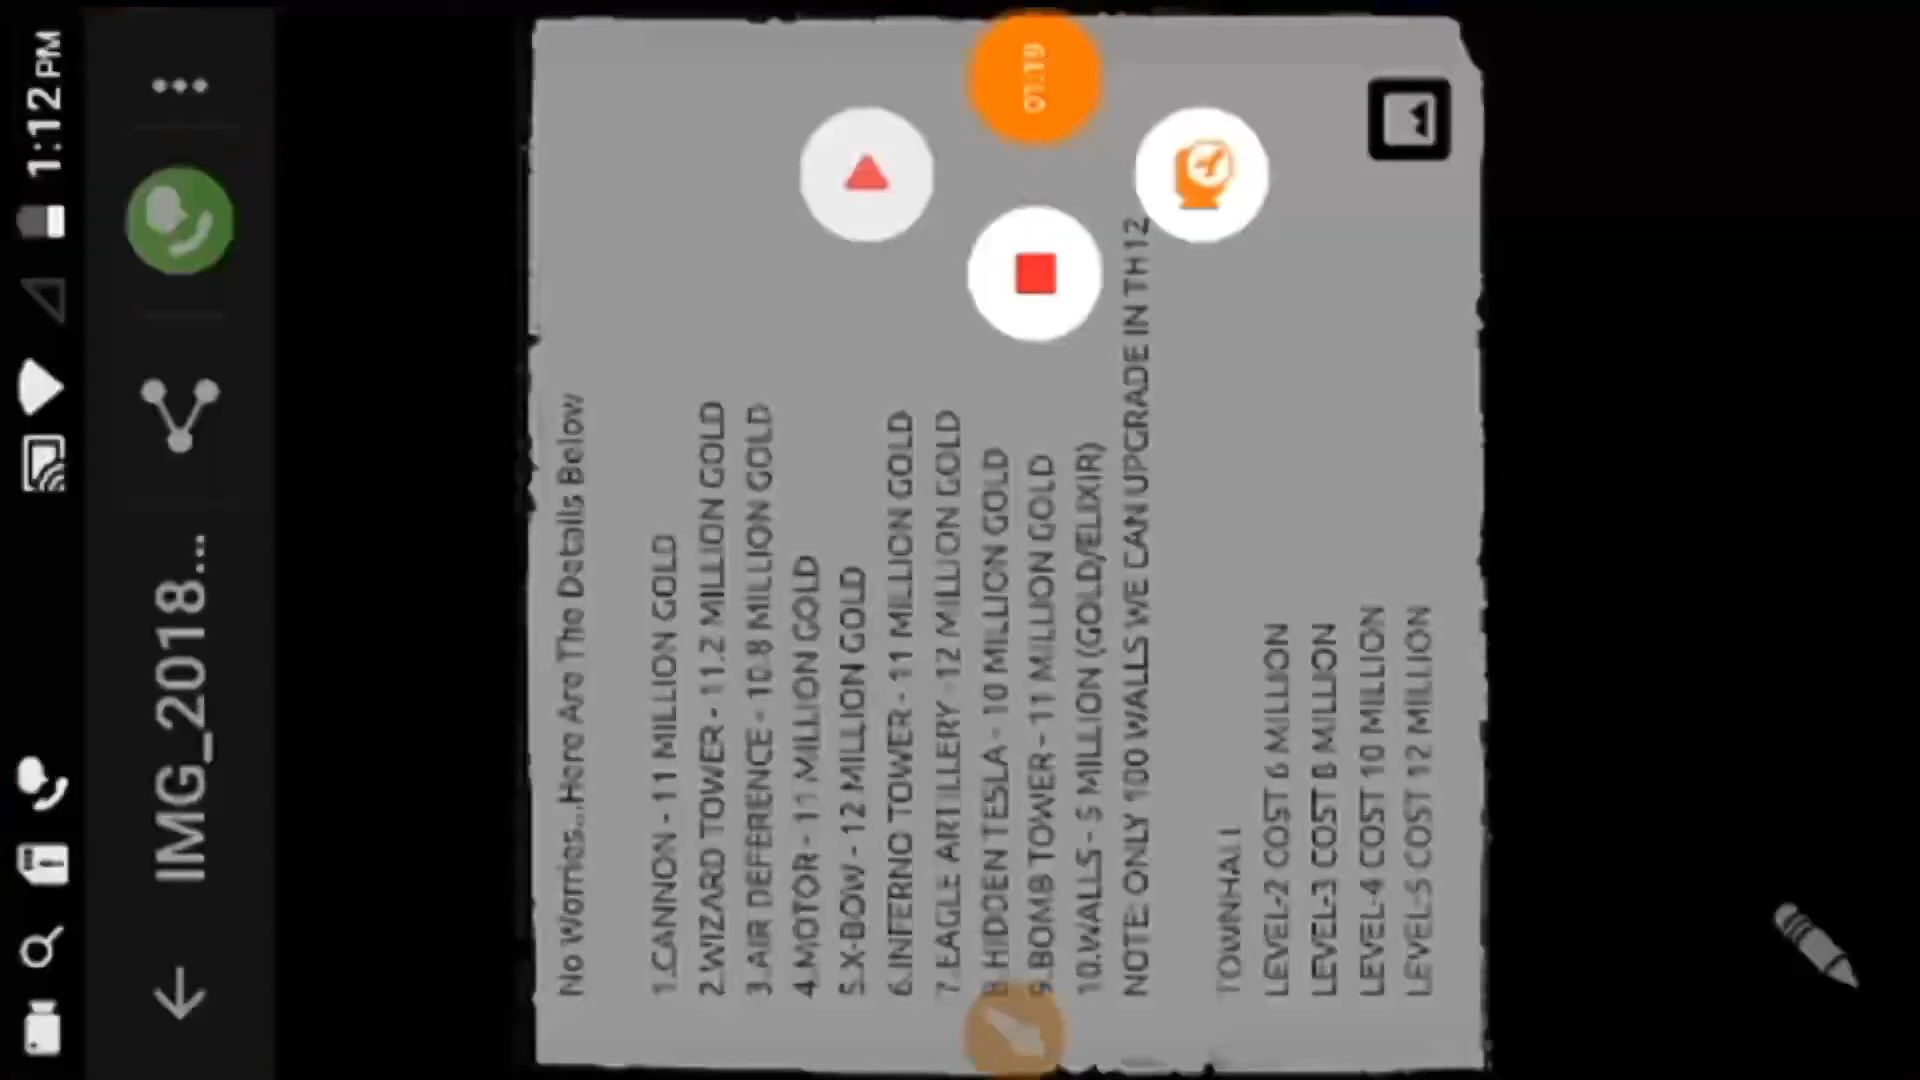 1:12 PM
IMG_2018...
01:19
No Worries...Here Are The Details Below
1.CANNON - 11 MILLION GOLD
2.WIZARD TOWER - 11.2 MILLION GOLD
3.AIR DEFERENCE - 10.8 MILLION GOLD
4.MOTOR - 11 MILLION GOLD
5.X-BOW - 12 MILLION GOLD
6.INFERNO TOWER - 11 MILLION GOLD
7.EAGLE ARTILLERY -12 MILLION GOLD
8.HIDDEN TESLA - 10 MILLION GOLD
9.BOMB TOWER - 11 MILLION GOLD
10.WALLS - 5 MILLION (GOLD/ELIXIR)
NOTE: ONLY 100 WALLS WE CAN UPGRADE IN TH 12
TOWNHALL
LEVEL-2 COST 6 MILLION
LEVEL-3 COST 8 MILLION
LEVEL-4 COST 10 MILLION
LEVEL-5 COST 12 MILLION